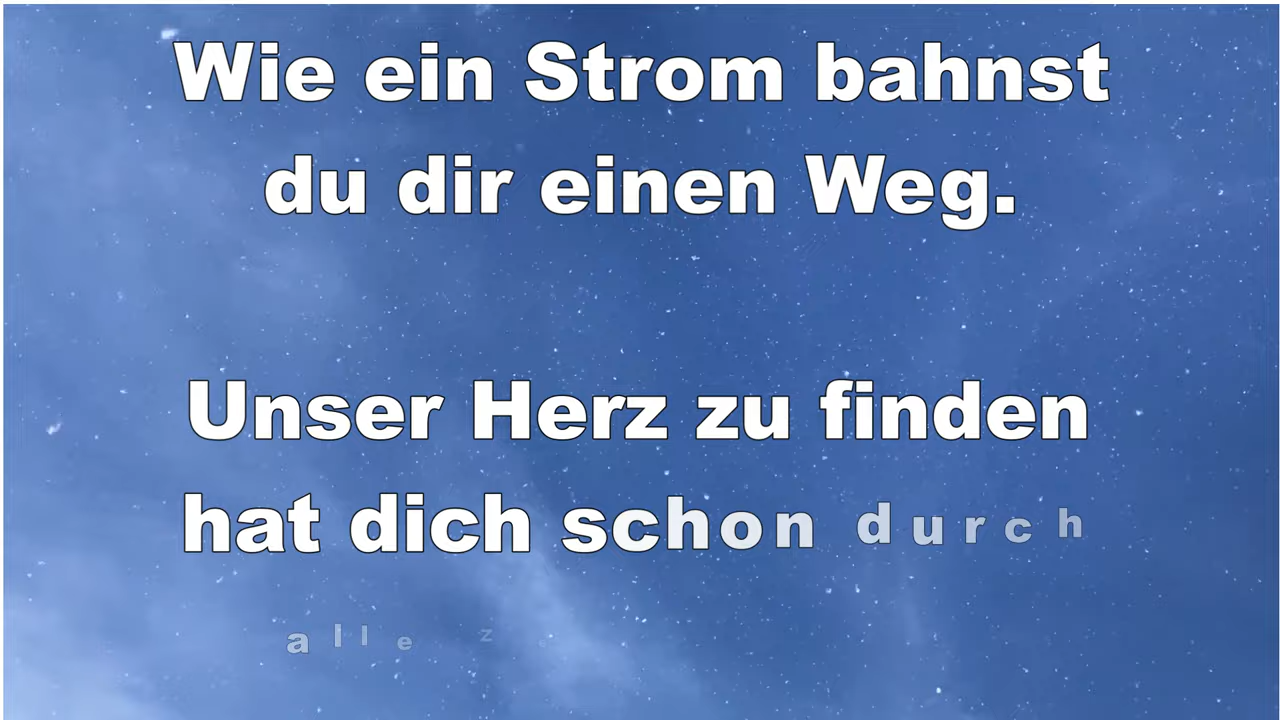 Wie ein Strom bahnst
du dir einen Weg.
Unser Herz zu finden
hat dich schon durch
alle